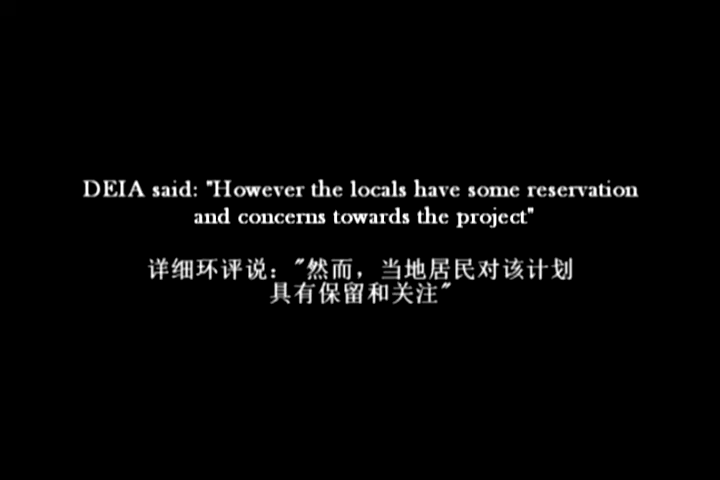 DEIA said: "However the locals have some reservation
and concerns towards the project"
详细环评说："然而，当地居民对该计划
具有保留和关注"